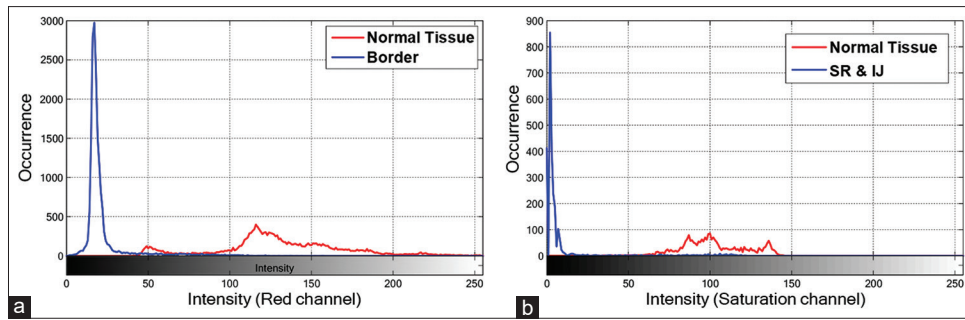 3000
2500
2000
1500
1000
500
0
Occurrence
Normal Tissue
Border
Intensity
0 50 100 150 200 250
Intensity (Red channel)
a
900
800
700
600
500
400
300
200
100
0
Occurrence
Normal Tissue
SR & IJ
0 50 100 150 200 250
Intensity (Saturation channel)
b